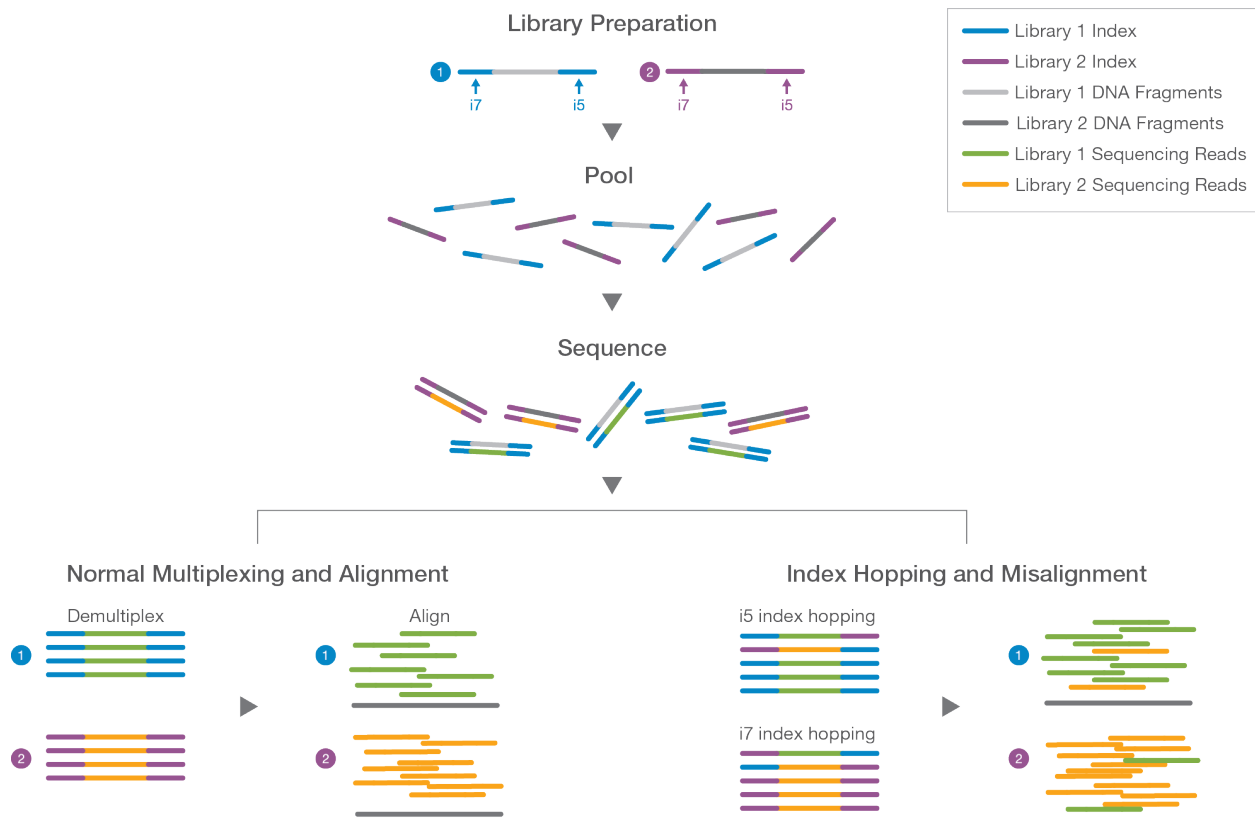 Library Preparation
1
i7
i5
2
i7
i5
Library 1 Index
Library 2 Index
Library 1 DNA Fragments
Library 2 DNA Fragments
Library 1 Sequencing Reads
Library 2 Sequencing Reads
Pool
Sequence
Normal Multiplexing and Alignment
Demultiplex
Align
1
1
2
2
Index Hopping and Misalignment
i5 index hopping
1
i7 index hopping
2